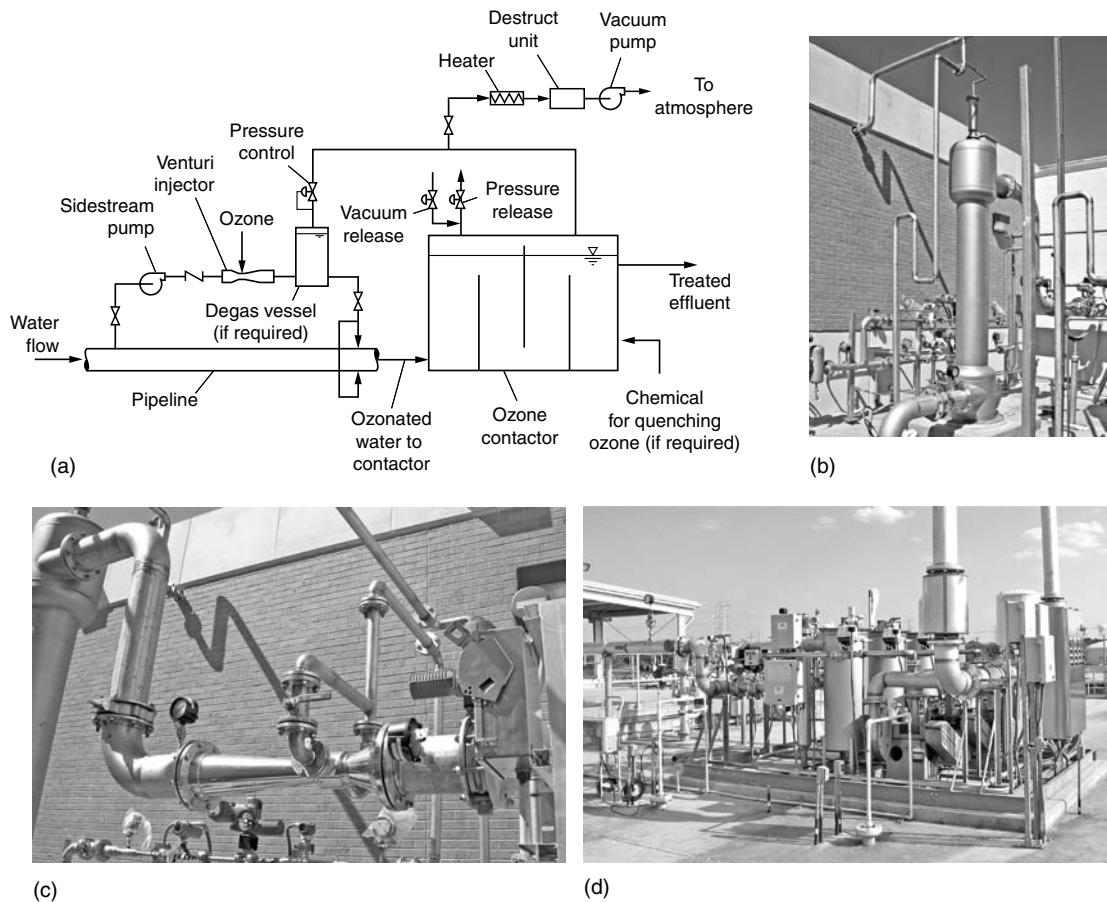 Destruct
unit
Vacuum
pump
Heater
To
atmosphere
Pressure
control
Venturi
injector
Sidestream
pump
Ozone
Vacuum
release
Pressure
release
Degas vessel
(if required)
Treated
effluent
Water
flow
Pipeline
Ozonated
water to
contactor
Ozone
contactor
Chemical
for quenching
ozone (if required)
(a)
(b)
(c)
(d)